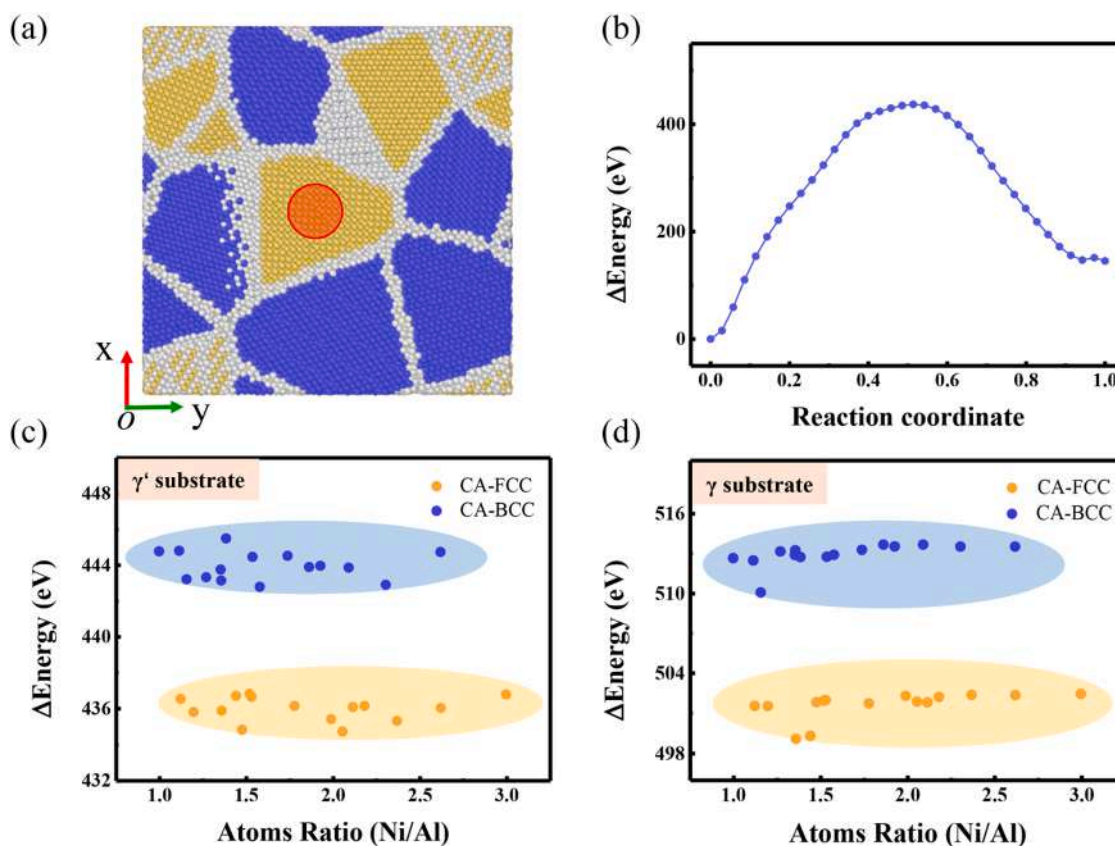 (a)
x
o
y
(b)
ΔEnergy (eV)
400
200
0
0.0 0.2 0.4 0.6 0.8 1.0
Reaction coordinate
(c)
γ‘ substrate
CA-FCC
CA-BCC
ΔEnergy (eV)
448
444
440
436
432
1.0 1.5 2.0 2.5 3.0
Atoms Ratio (Ni/Al)
(d)
γ substrate
CA-FCC
CA-BCC
ΔEnergy (eV)
516
510
504
498
1.0 1.5 2.0 2.5 3.0
Atoms Ratio (Ni/Al)